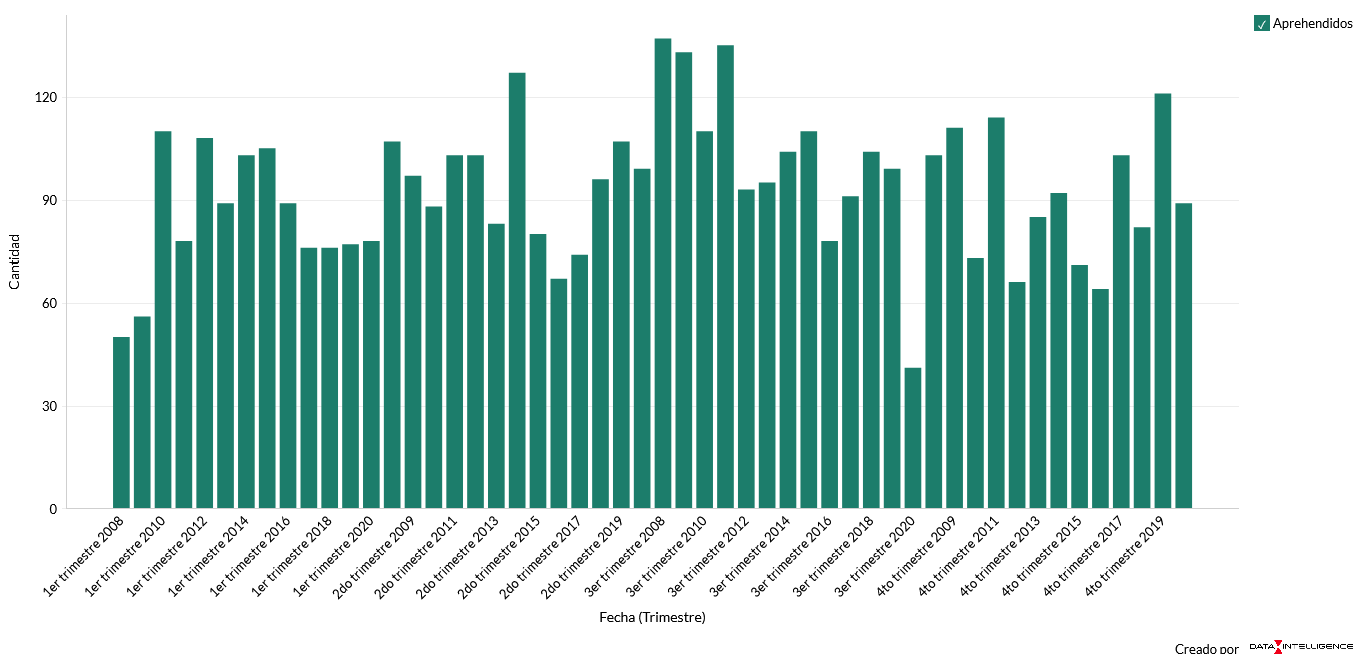 Aprehendidos
120
90
60
30
0
Cantidad
1er trimestre 2008
1er trimestre 2010
1er trimestre 2012
1er trimestre 2014
1er trimestre 2016
1er trimestre 2018
1er trimestre 2020
2do trimestre 2009
2do trimestre 2011
2do trimestre 2013
2do trimestre 2015
2do trimestre 2017
2do trimestre 2019
3er trimestre 2008
3er trimestre 2010
3er trimestre 2012
3er trimestre 2014
3er trimestre 2016
3er trimestre 2018
3er trimestre 2020
4to trimestre 2009
4to trimestre 2011
4to trimestre 2013
4to trimestre 2015
4to trimestre 2017
4to trimestre 2019
Fecha (Trimestre)
Creado por DATA INTELLIGENCE